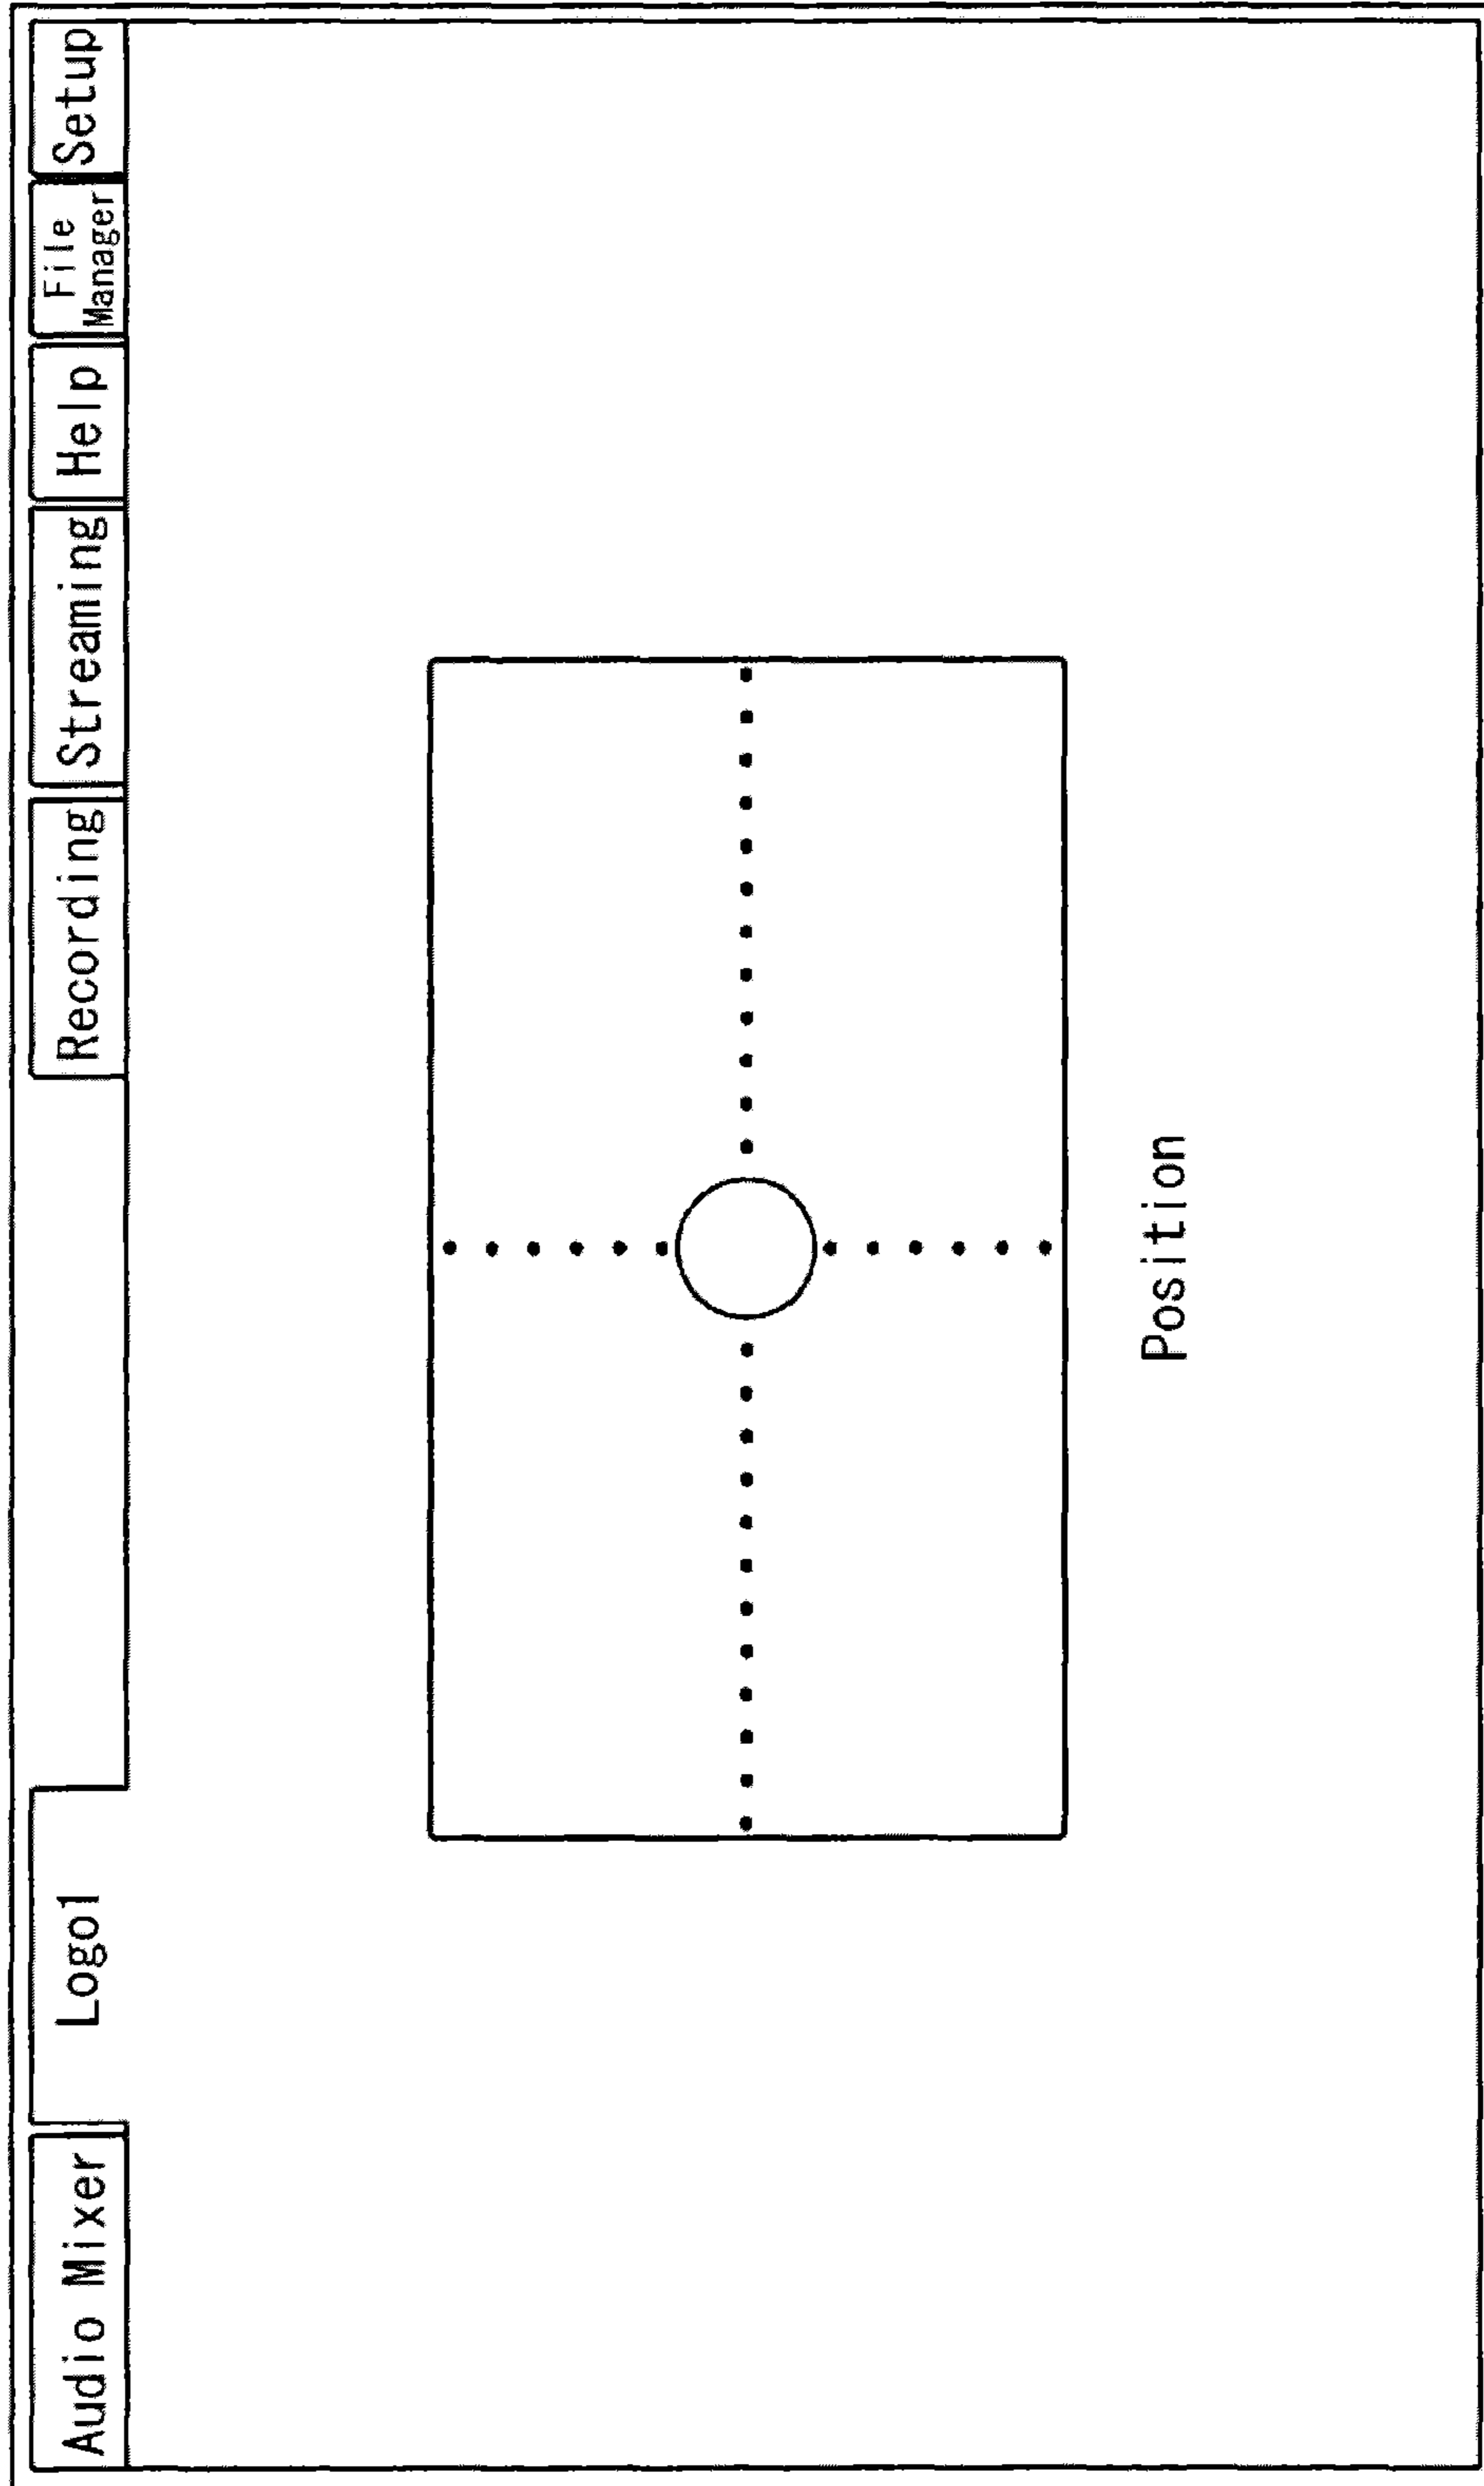 Audio Mixer
Logo1
Recording
Streaming
Help
File
Manager
Setup
Position